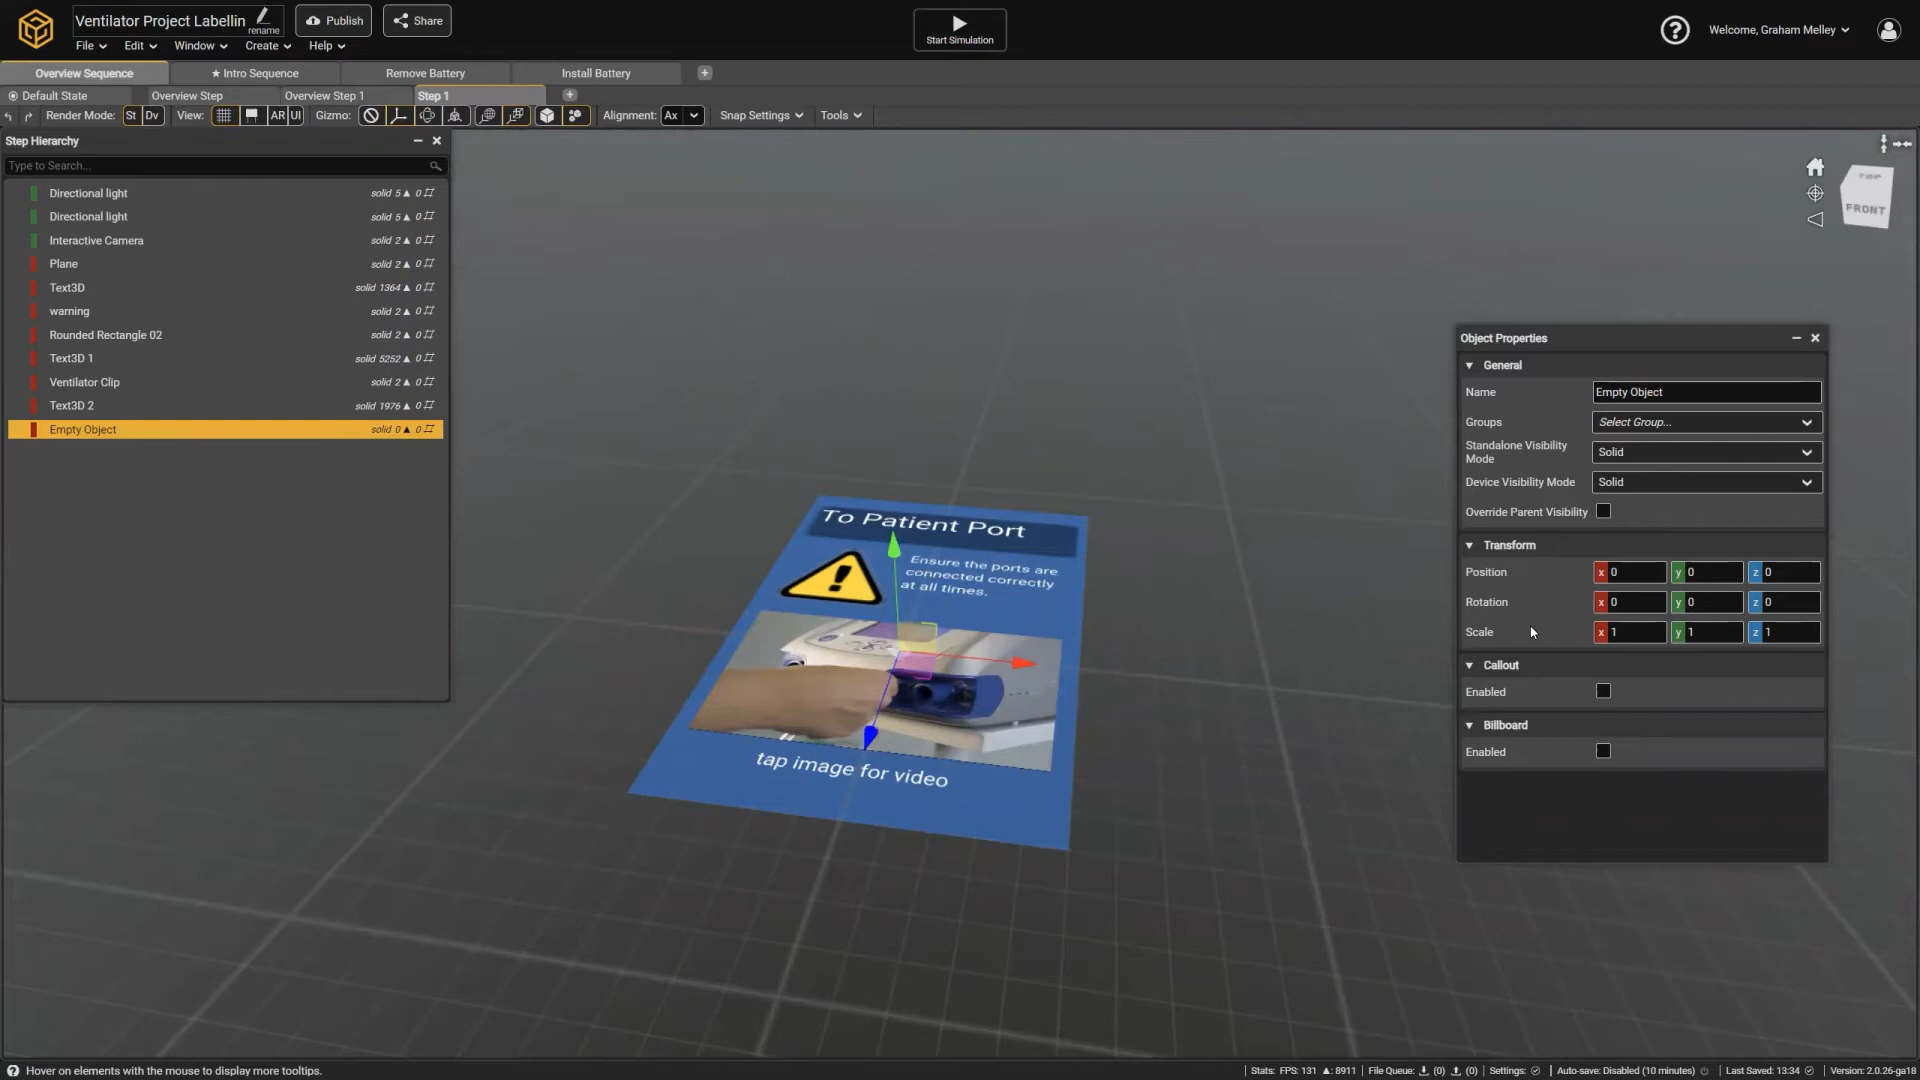 Ventilator Project Labellin
rename
Publish
Share
Start Simulation
Welcome, Graham Melley
File Edit Window Create Help
Overview Sequence ★ Intro Sequence Remove Battery Install Battery +
Default State Overview Step Overview Step 1 Step 1 +
Render Mode: St Dv View: AR UI Gizmo: Alignment: Ax Snap Settings Tools
Step Hierarchy
Type to Search...
Directional light solid 5 ▲ 0
Directional light solid 5 ▲ 0
Interactive Camera solid 2 ▲ 0
Plane solid 2 ▲ 0
Text3D solid 1364 ▲ 0
warning solid 2 ▲ 0
Rounded Rectangle 02 solid 2 ▲ 0
Text3D 1 solid 5252 ▲ 0
Ventilator Clip solid 2 ▲ 0
Text3D 2 solid 1976 ▲ 0
Empty Object solid 0 ▲ 0
TOP
FRONT
To Patient Port
!
Ensure the ports are
connected correctly
at all times.
tap image for video
Object Properties
General
Name Empty Object
Groups Select Group...
Standalone Visibility
Mode Solid
Device Visibility Mode Solid
Override Parent Visibility
Transform
Position x 0 y 0 z 0
Rotation x 0 y 0 z 0
Scale x 1 y 1 z 1
Callout
Enabled
Billboard
Enabled
Hover on elements with the mouse to display more tooltips.
Stats: FPS: 131 ▲: 8911 | File Queue: (0) (0) | Settings: | Auto-save: Disabled (10 minutes) | Last Saved: 13:34 | Version: 2.0.26-ga18